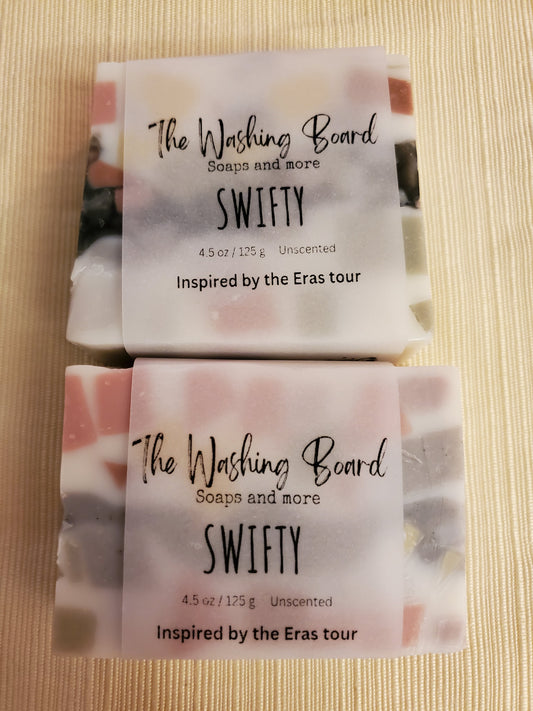 The Washing Board
Soaps and more
SWIFTY
4.5 oz / 125 g Unscented
Inspired by the Eras tour
The Washing Board
Soaps and more
SWIFTY
4.5 oz / 125 g Unscented
Inspired by the Eras tour